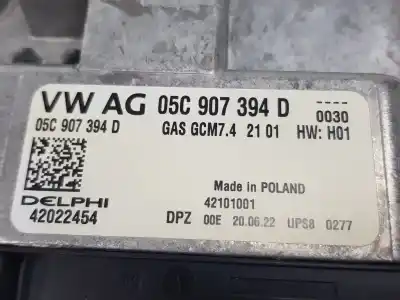 VW AG 05C 907 394 D ----
0030
05C 907 394 D GAS GCM7.4 21 01 HW: H01
Made in POLAND
42101001
DELPHI
42022454 DPZ 00E 20.06.22 UPS8 0277